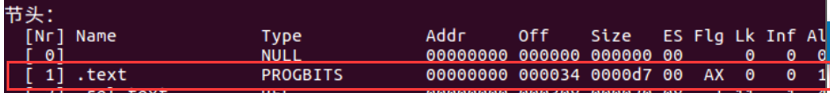 节头：
[Nr] Name Type Addr Off Size ES Flg Lk Inf Al
[ 0] NULL 00000000 000000 000000 00 0 0 0
[ 1] .text PROGBITS 00000000 000034 0000d7 00 AX 0 0 1